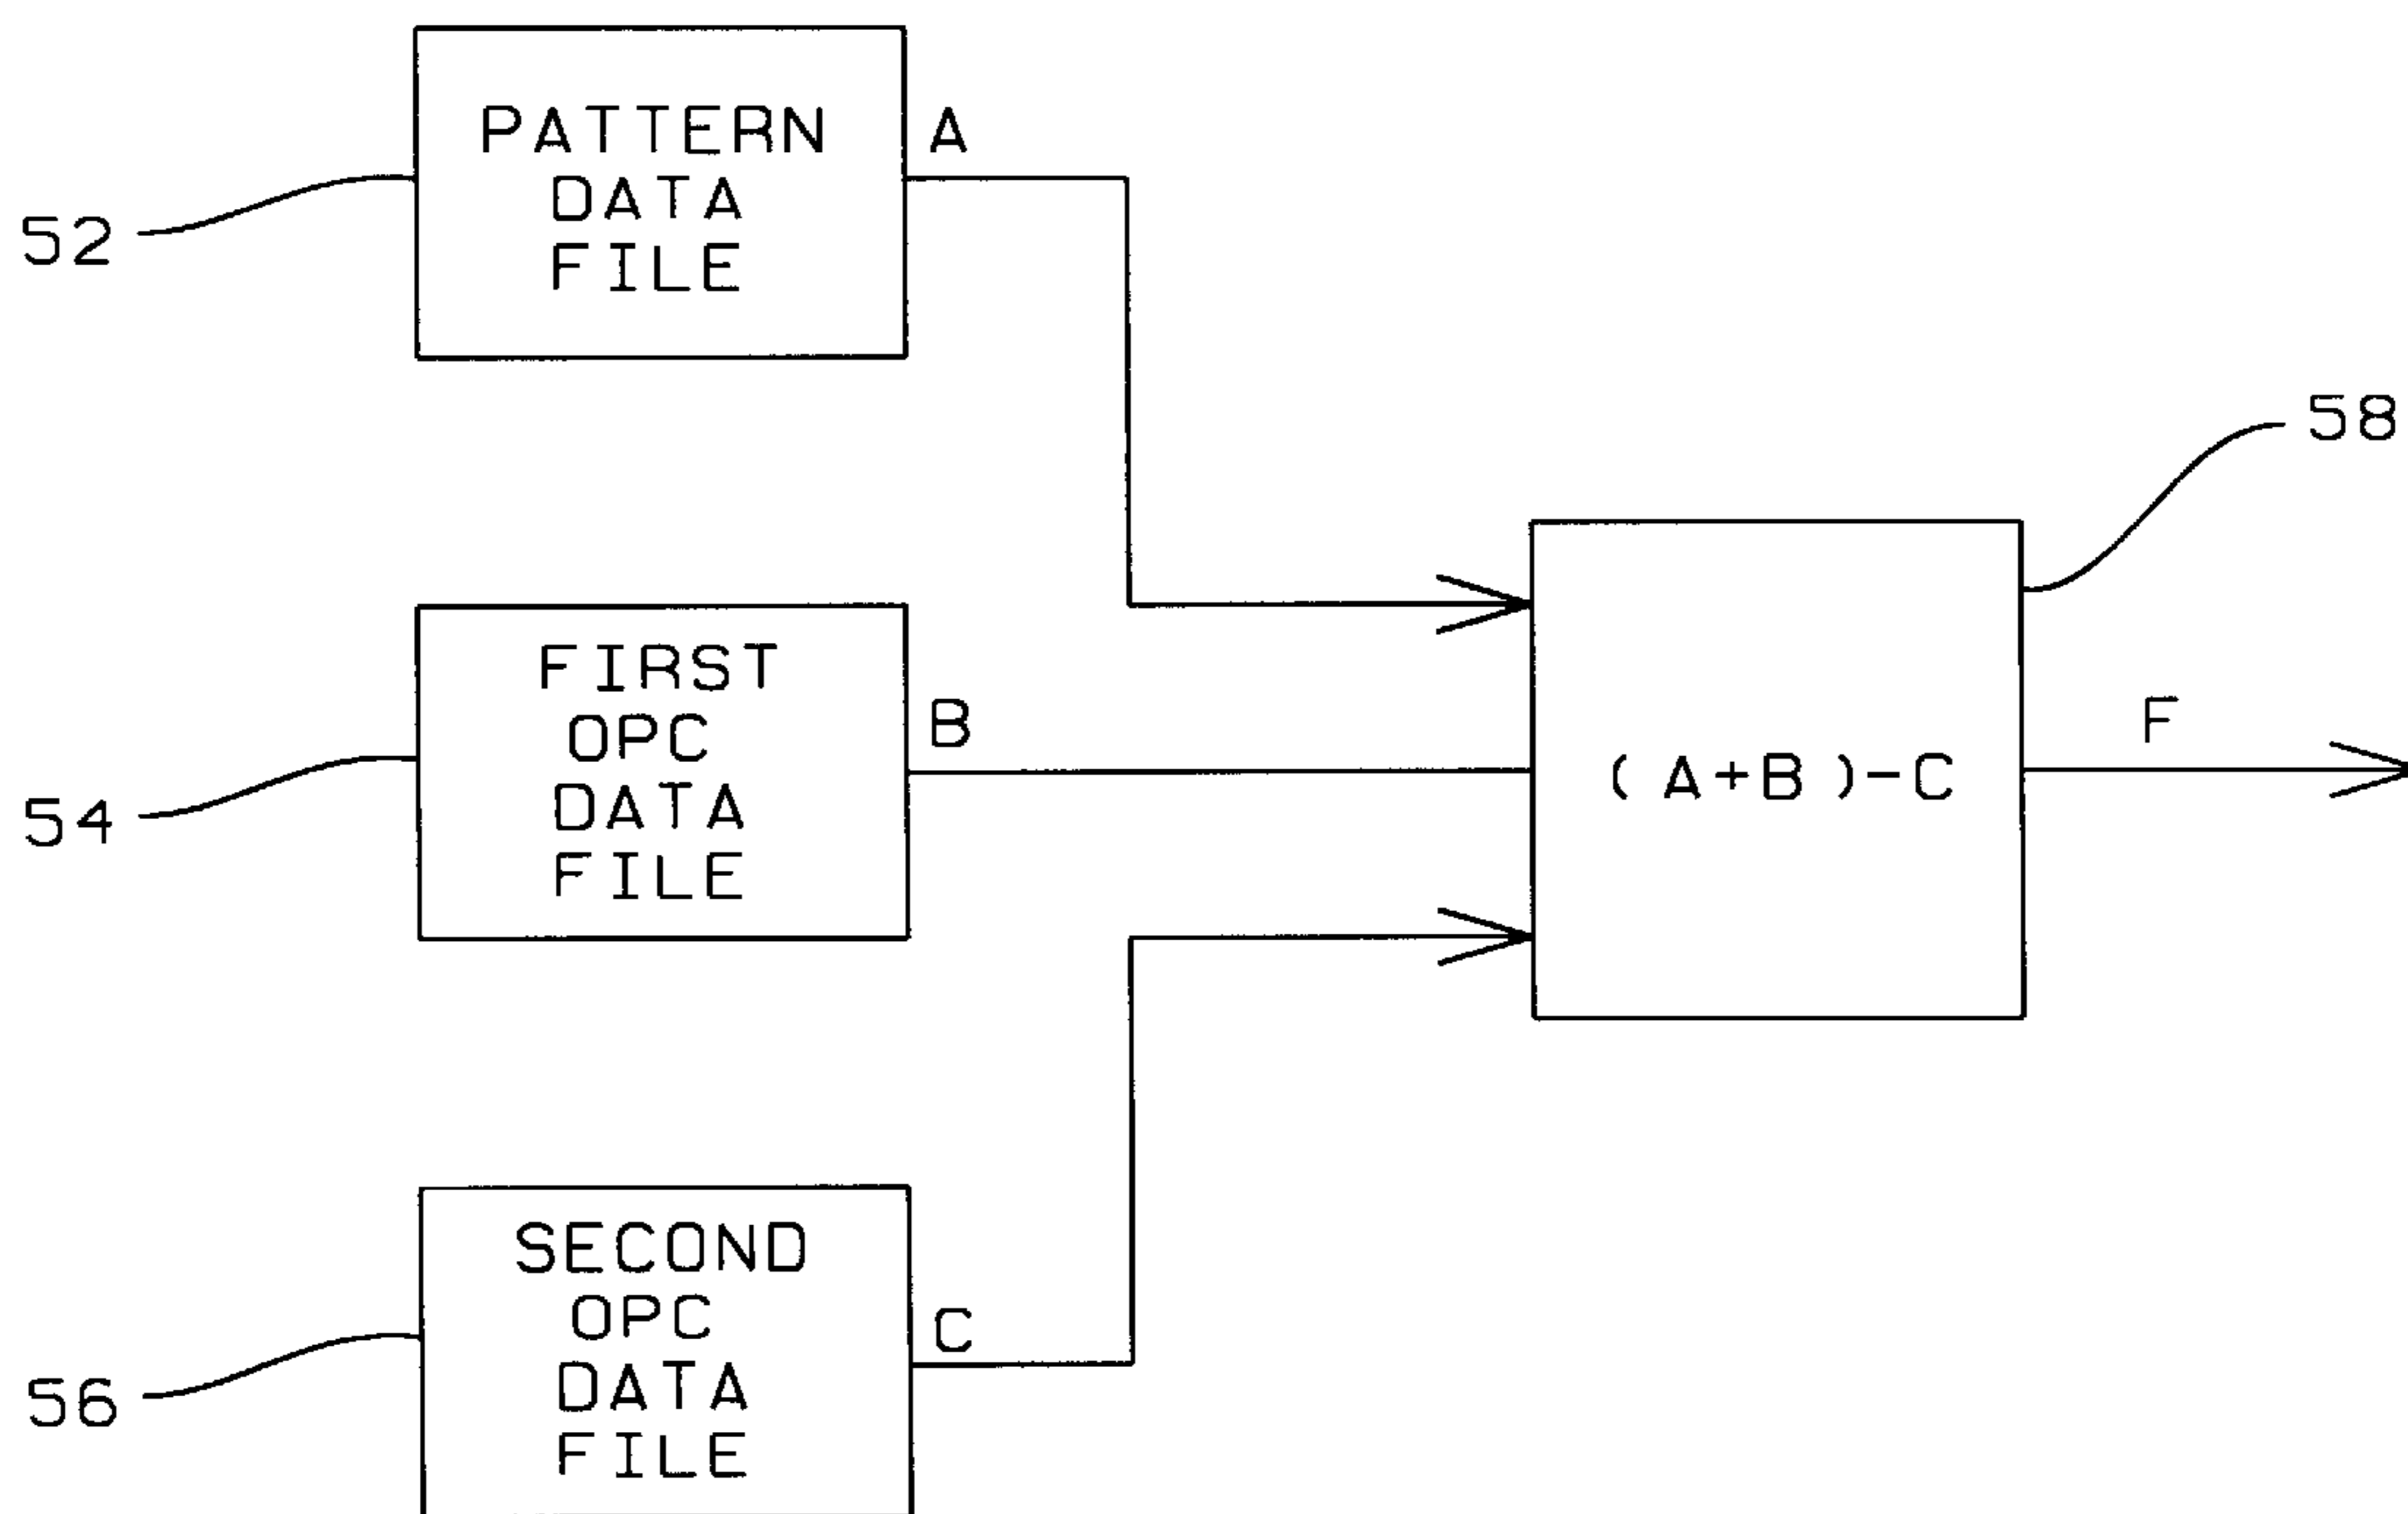 PATTERN
DATA
FILE
A
52
58
FIRST
OPC
DATA
FILE
B
54
(A+B)-C
F
SECOND
OPC
DATA
FILE
C
56